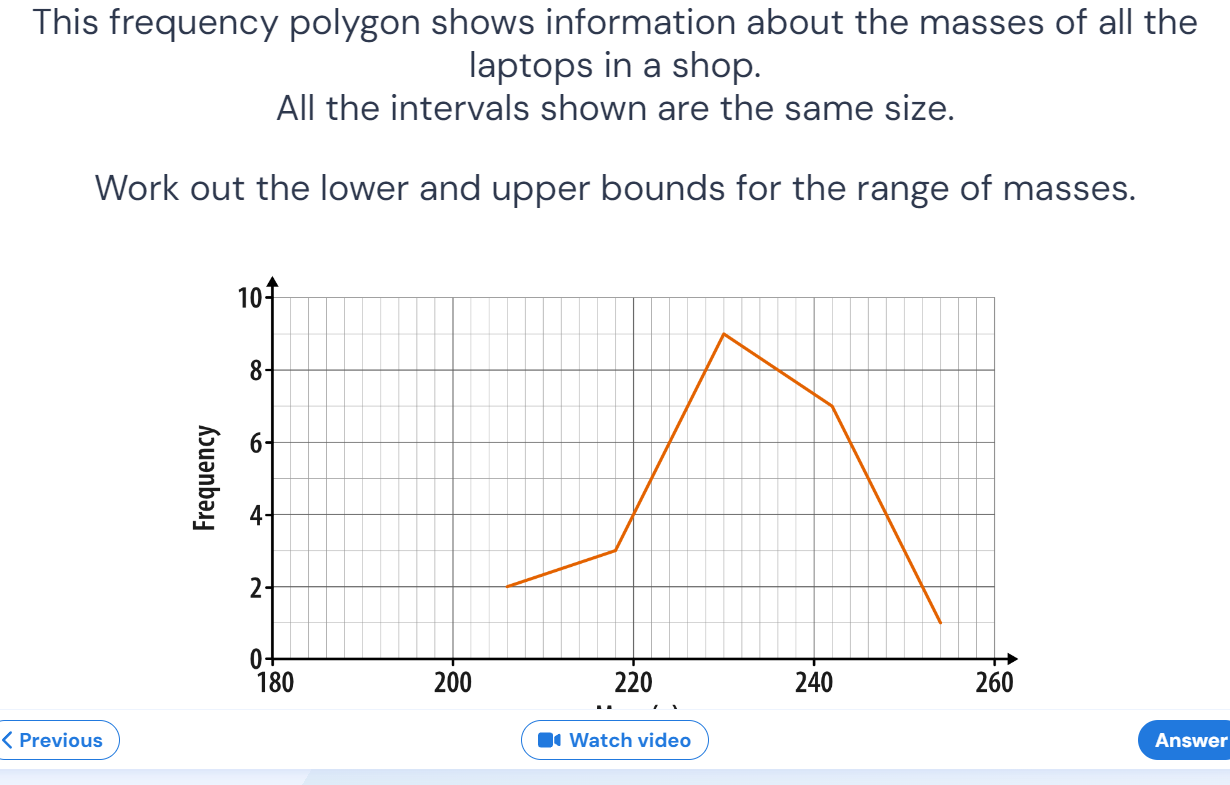 This frequency polygon shows information about the masses of all the
laptops in a shop.
All the intervals shown are the same size.
Work out the lower and upper bounds for the range of masses.
10
8
6
4
2
0
Frequency
180 200 220 240 260
< Previous
Watch video
Answer